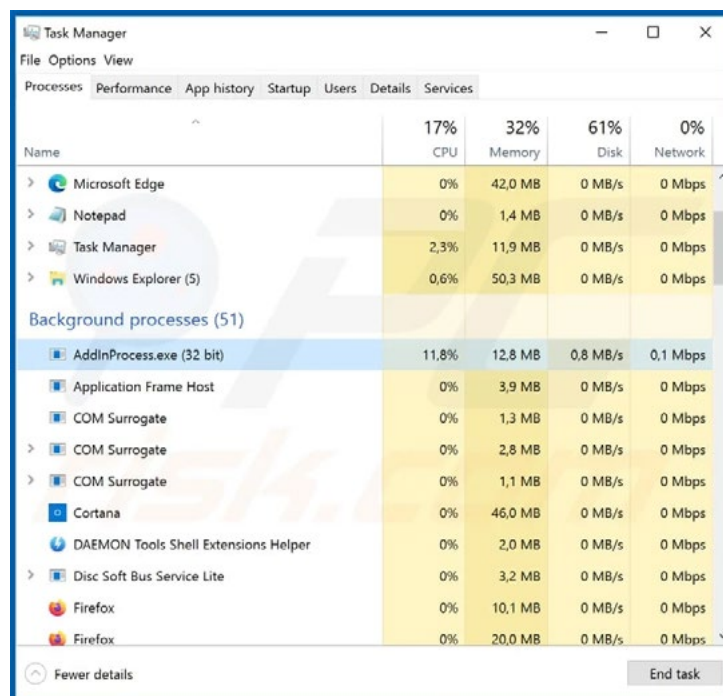 Task Manager
File Options View
Processes Performance App history Startup Users Details Services
17% 32% 61% 0%
Name CPU Memory Disk Network
Microsoft Edge 0% 42,0 MB 0 MB/s 0 Mbps
Notepad 0% 1,4 MB 0 MB/s 0 Mbps
Task Manager 2,3% 11,9 MB 0 MB/s 0 Mbps
Windows Explorer (5) 0,6% 50,3 MB 0 MB/s 0 Mbps
Background processes (51)
AddInProcess.exe (32 bit) 11,8% 12,8 MB 0,8 MB/s 0,1 Mbps
Application Frame Host 0% 3,9 MB 0 MB/s 0 Mbps
COM Surrogate 0% 1,3 MB 0 MB/s 0 Mbps
COM Surrogate 0% 2,8 MB 0 MB/s 0 Mbps
COM Surrogate 0% 1,1 MB 0 MB/s 0 Mbps
Cortana 0% 46,0 MB 0 MB/s 0 Mbps
DAEMON Tools Shell Extensions Helper 0% 2,0 MB 0 MB/s 0 Mbps
Disc Soft Bus Service Lite 0% 3,2 MB 0 MB/s 0 Mbps
Firefox 0% 10,1 MB 0 MB/s 0 Mbps
Firefox 0% 20,0 MB 0 MB/s 0 Mbps
Fewer details End task
PC
risk.com